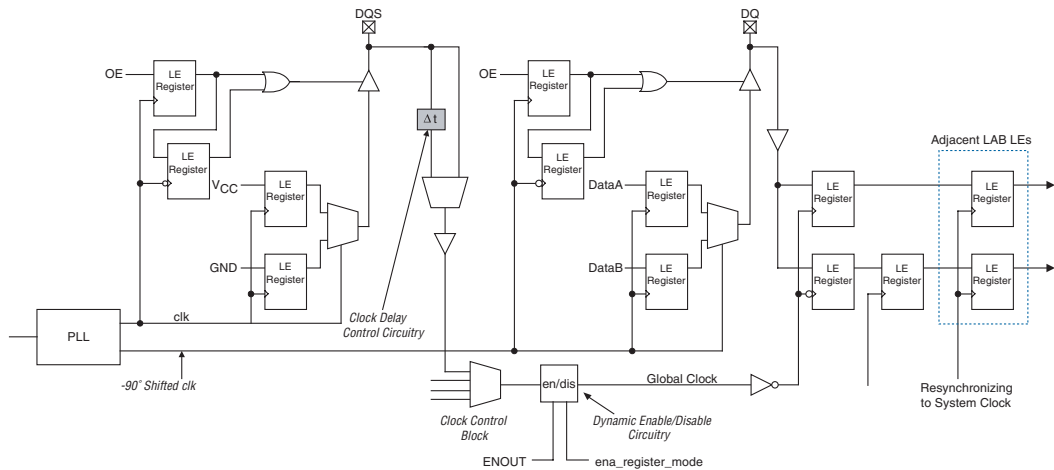 DQS
DQ
OE
LE
Register
OE
LE
Register
Δt
Adjacent LAB LEs
LE
Register
LE
Register
VCC
LE
Register
DataA
LE
Register
LE
Register
LE
Register
GND
LE
Register
DataB
LE
Register
LE
Register
LE
Register
LE
Register
clk
Clock Delay
Control Circuitry
PLL
-90° Shifted clk
en/dis
Global Clock
Resynchronizing
to System Clock
Clock Control
Block
Dynamic Enable/Disable
Circuitry
ENOUT
ena_register_mode